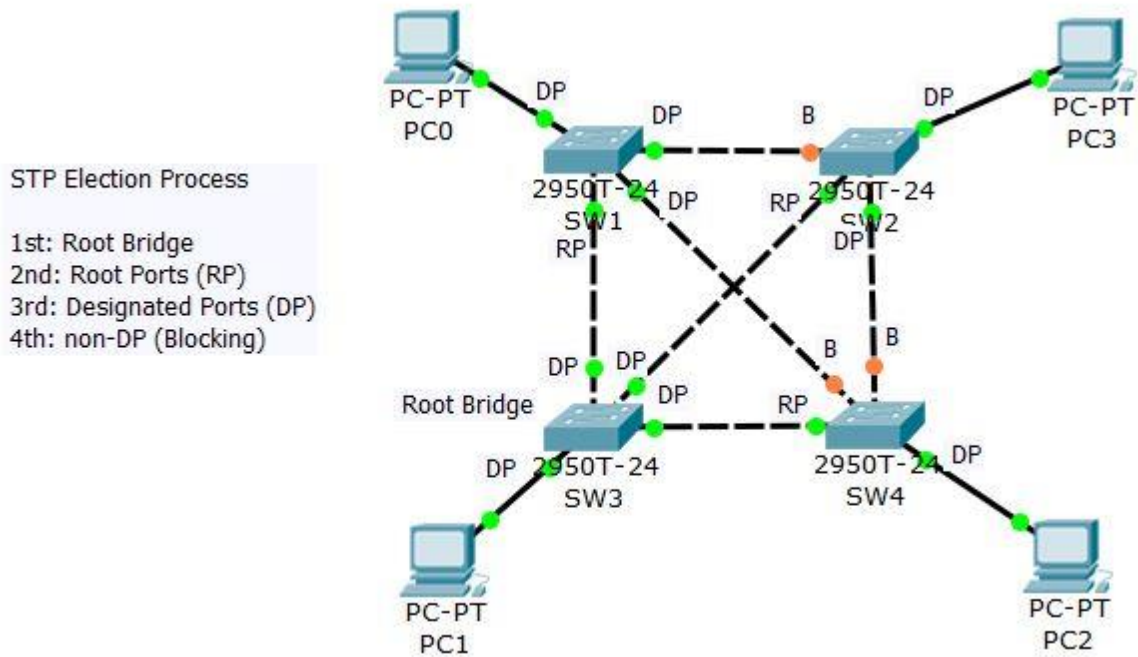 STP Election Process
1st: Root Bridge
2nd: Root Ports (RP)
3rd: Designated Ports (DP)
4th: non-DP (Blocking)
PC-PT
PC0
DP
DP
B
DP
PC-PT
PC3
2950T-24
SW1
DP
RP
RP
2950T-24
SW2
DP
DP
DP
B
B
Root Bridge
DP
RP
DP
2950T-24
SW3
2950T-24
SW4
DP
PC-PT
PC1
PC-PT
PC2